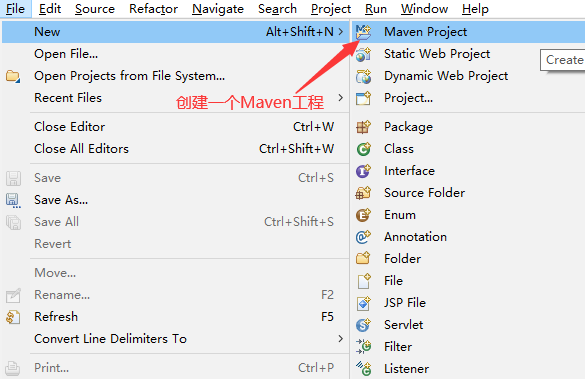 File Edit Source Refactor Navigate Search Project Run Window Help
New Alt+Shift+N >
Open File...
Open Projects from File System...
Recent Files >
Close Editor Ctrl+W
Close All Editors Ctrl+Shift+W
Save Ctrl+S
Save As...
Save All Ctrl+Shift+S
Revert
Move...
Rename... F2
Refresh F5
Convert Line Delimiters To >
Print... Ctrl+P
创建一个Maven工程
Maven Project
Static Web Project
Create
Dynamic Web Project
Project...
Package
Class
Interface
Source Folder
Enum
Annotation
Folder
File
JSP File
Servlet
Filter
Listener